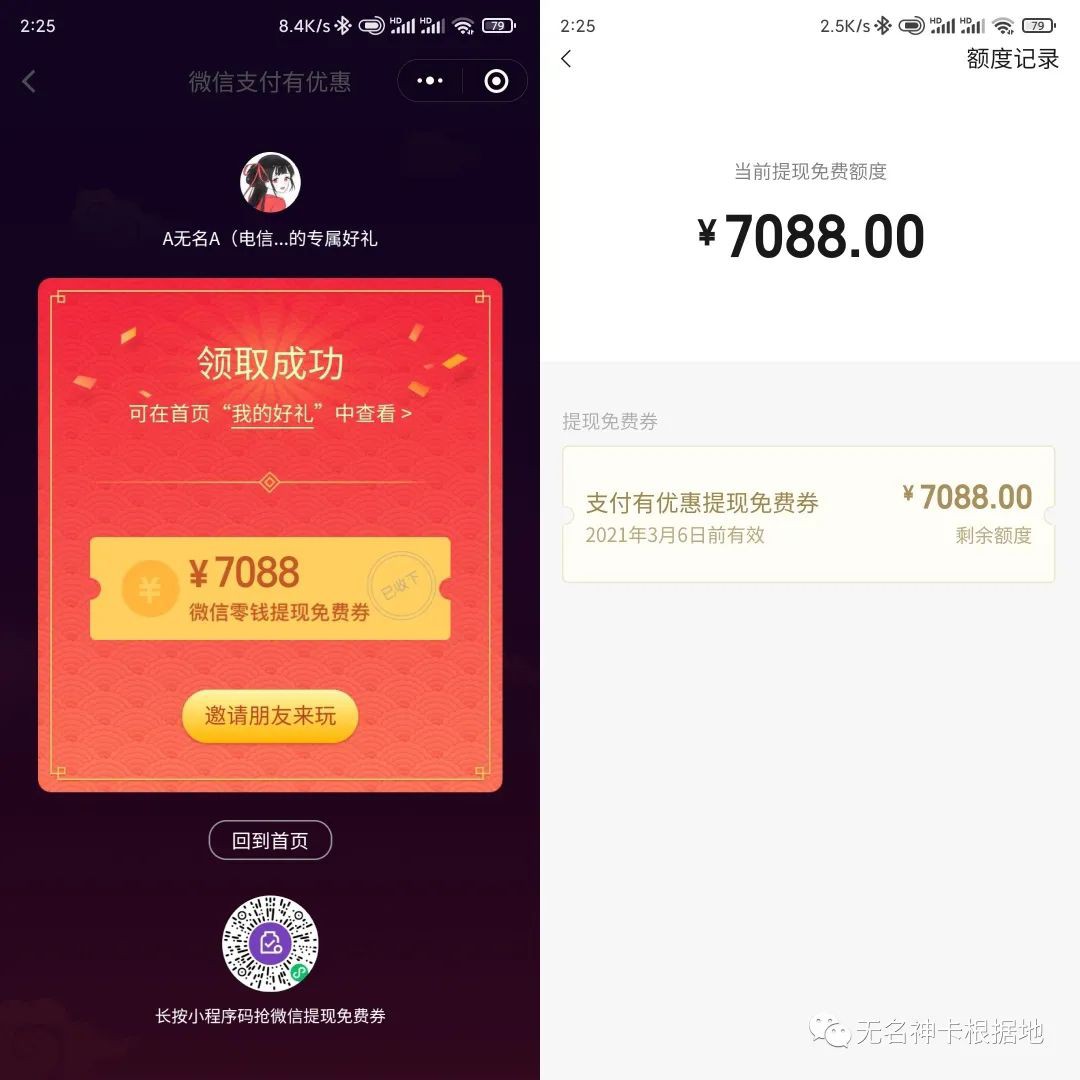 2:25
8.4K/s
HD
HD
79
微信支付有优惠
A无名A（电信...的专属好礼
领取成功
可在首页“我的好礼”中查看 >
¥7088
微信零钱提现免费券
已收下
邀请朋友来玩
回到首页
长按小程序码抢微信提现免费券
2:25
2.5K/s
HD
HD
79
额度记录
当前提现免费额度
¥7088.00
提现免费券
支付有优惠提现免费券
¥7088.00
2021年3月6日前有效
剩余额度
无名神卡根据地